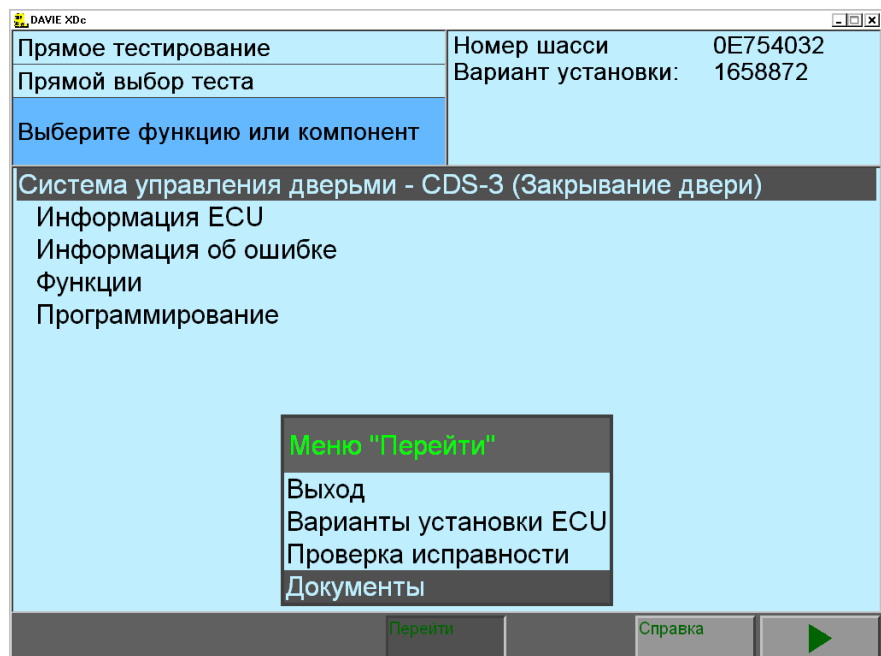 DAVIE XDc
Прямое тестирование
Номер шасси 0E754032
Прямой выбор теста
Вариант установки: 1658872
Выберите функцию или компонент
Система управления дверьми - CDS-3 (Закрывание двери)
Информация ECU
Информация об ошибке
Функции
Программирование
Меню "Перейти"
Выход
Варианты установки ECU
Проверка исправности
Документы
Перейти
Справка